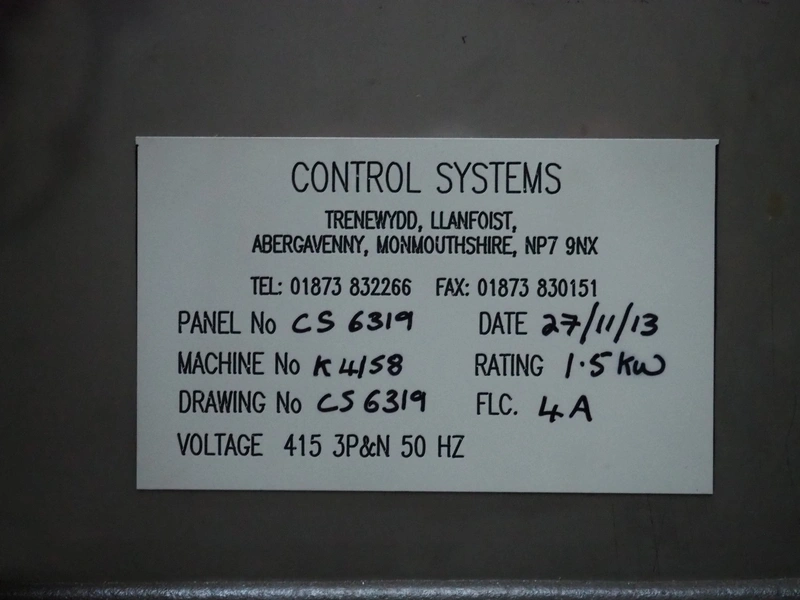 CONTROL SYSTEMS
TRENEWYDD, LLANFOIST,
ABERGAVENNY, MONMOUTHSHIRE, NP7 9NX
TEL: 01873 832266 FAX: 01873 830151
PANEL No CS 6319 DATE 27/11/13
MACHINE No K4158 RATING 1.5 KW
DRAWING No CS6319 FLC. 4A
VOLTAGE 415 3P&N 50 HZ